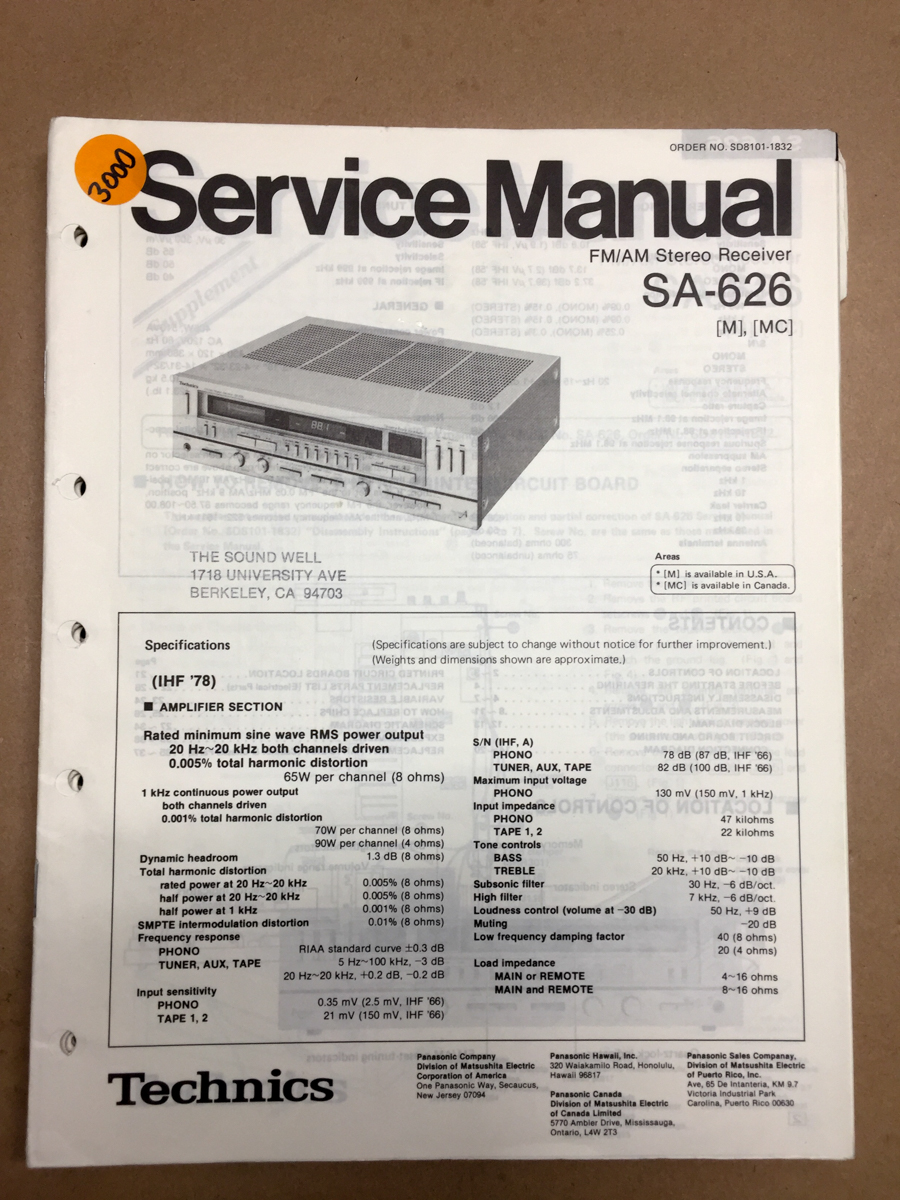 3000
ORDER NO. SD8101-1832
Service Manual
FM/AM Stereo Receiver
SA-626
[M], [MC]
Technics
88.1
THE SOUND WELL
1718 UNIVERSITY AVE
BERKELEY, CA 94703
Areas
* [M] is available in U.S.A.
* [MC] is available in Canada.
Specifications
(Specifications are subject to change without notice for further improvement.)
(Weights and dimensions shown are approximate.)
(IHF '78)
■ AMPLIFIER SECTION
Rated minimum sine wave RMS power output
20 Hz~20 kHz both channels driven
0.005% total harmonic distortion
65W per channel (8 ohms)
1 kHz continuous power output
both channels driven
0.001% total harmonic distortion
70W per channel (8 ohms)
90W per channel (4 ohms)
Dynamic headroom 1.3 dB (8 ohms)
Total harmonic distortion
rated power at 20 Hz~20 kHz 0.005% (8 ohms)
half power at 20 Hz~20 kHz 0.005% (8 ohms)
half power at 1 kHz 0.001% (8 ohms)
SMPTE intermodulation distortion 0.01% (8 ohms)
Frequency response
PHONO RIAA standard curve ±0.3 dB
TUNER, AUX, TAPE 5 Hz~100 kHz, −3 dB
20 Hz~20 kHz, +0.2 dB, −0.2 dB
Input sensitivity
PHONO 0.35 mV (2.5 mV, IHF '66)
TAPE 1, 2 21 mV (150 mV, IHF '66)
S/N (IHF, A)
PHONO 78 dB (87 dB, IHF '66)
TUNER, AUX, TAPE 82 dB (100 dB, IHF '66)
Maximum input voltage
PHONO 130 mV (150 mV, 1 kHz)
Input impedance
PHONO 47 kilohms
TAPE 1, 2 22 kilohms
Tone controls
BASS 50 Hz, +10 dB~ −10 dB
TREBLE 20 kHz, +10 dB~ −10 dB
Subsonic filter 30 Hz, −6 dB/oct.
High filter 7 kHz, −6 dB/oct.
Loudness control (volume at −30 dB) 50 Hz, +9 dB
Muting −20 dB
Low frequency damping factor 40 (8 ohms)
20 (4 ohms)
Load impedance
MAIN or REMOTE 4~16 ohms
MAIN and REMOTE 8~16 ohms
Technics
Panasonic Company
Division of Matsushita Electric
Corporation of America
One Panasonic Way, Secaucus,
New Jersey 07094
Panasonic Hawaii, Inc.
320 Waiakamilo Road, Honolulu,
Hawaii 96817
Panasonic Canada
Division of Matsushita Electric
of Canada Limited
5770 Ambler Drive, Mississauga,
Ontario, L4W 2T3
Panasonic Sales Companay,
Division of Matsushita Electric
of Puerto Rico, Inc.
Ave, 65 De Infanteria, KM 9.7
Victoria Industrial Park
Carolina, Puerto Rico 00630